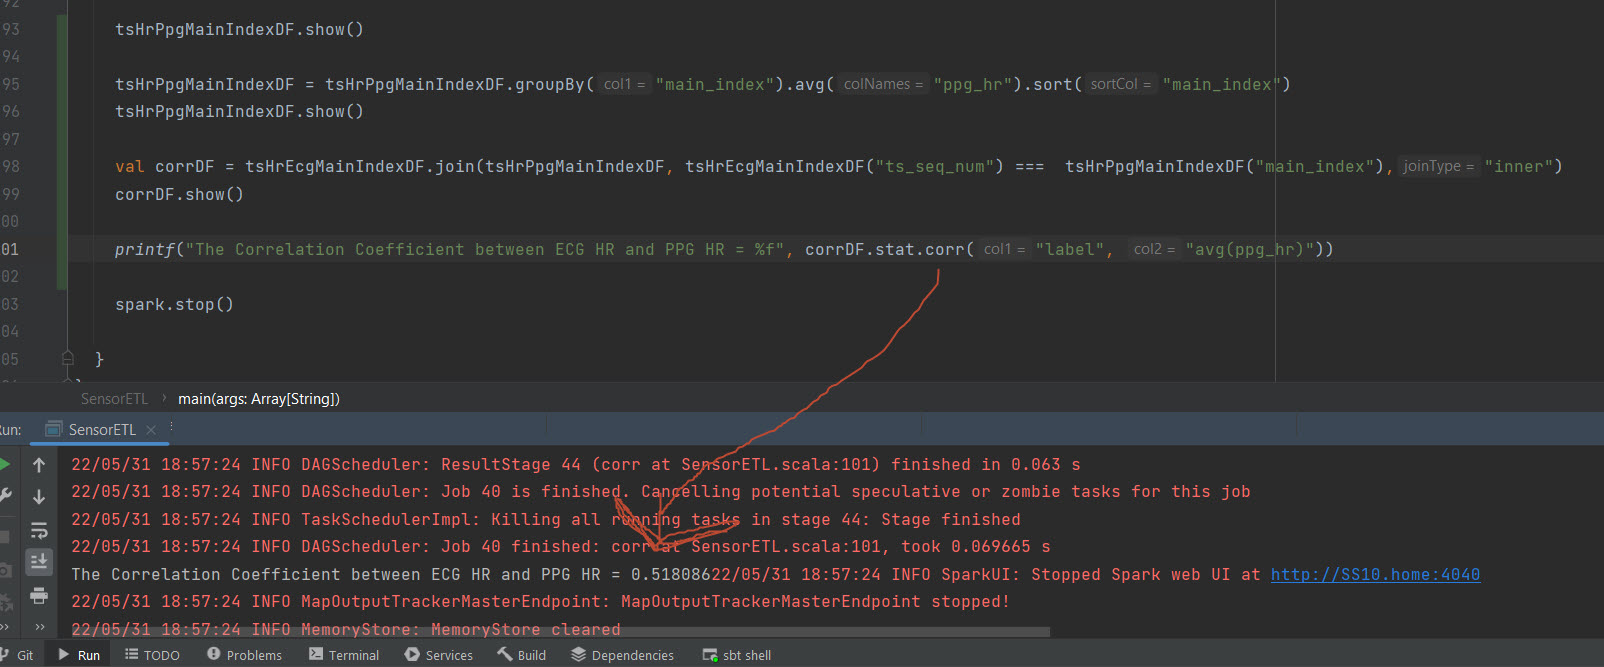 92
93 tsHrPpgMainIndexDF.show()
94
95 tsHrPpgMainIndexDF = tsHrPpgMainIndexDF.groupBy( col1 = "main_index").avg( colNames = "ppg_hr").sort( sortCol = "main_index")
96 tsHrPpgMainIndexDF.show()
97
98 val corrDF = tsHrEcgMainIndexDF.join(tsHrPpgMainIndexDF, tsHrEcgMainIndexDF("ts_seq_num") === tsHrPpgMainIndexDF("main_index"), joinType = "inner")
99 corrDF.show()
00
01 printf("The Correlation Coefficient between ECG HR and PPG HR = %f", corrDF.stat.corr( col1 = "label", col2 = "avg(ppg_hr)"))
02
03 spark.stop()
04
05 }
SensorETL › main(args: Array[String])
un: SensorETL ×
22/05/31 18:57:24 INFO DAGScheduler: ResultStage 44 (corr at SensorETL.scala:101) finished in 0.063 s
22/05/31 18:57:24 INFO DAGScheduler: Job 40 is finished. Cancelling potential speculative or zombie tasks for this job
22/05/31 18:57:24 INFO TaskSchedulerImpl: Killing all running tasks in stage 44: Stage finished
22/05/31 18:57:24 INFO DAGScheduler: Job 40 finished: corr at SensorETL.scala:101, took 0.069665 s
The Correlation Coefficient between ECG HR and PPG HR = 0.51808622/05/31 18:57:24 INFO SparkUI: Stopped Spark web UI at http://SS10.home:4040
22/05/31 18:57:24 INFO MapOutputTrackerMasterEndpoint: MapOutputTrackerMasterEndpoint stopped!
22/05/31 18:57:24 INFO MemoryStore: MemoryStore cleared
Git Run TODO Problems Terminal Services Build Dependencies sbt shell